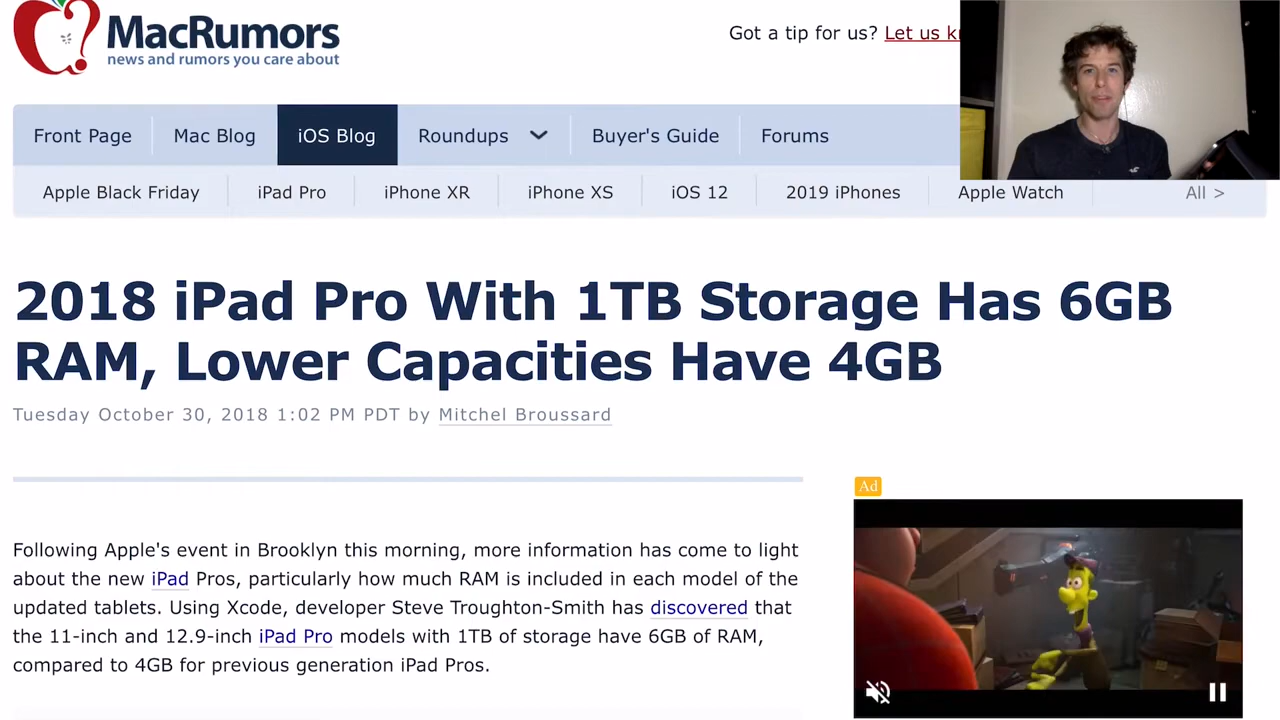 MacRumors
news and rumors you care about
Got a tip for us? Let us
Front Page Mac Blog iOS Blog Roundups Buyer's Guide Forums
Apple Black Friday iPad Pro iPhone XR iPhone XS iOS 12 2019 iPhones Apple Watch All >
2018 iPad Pro With 1TB Storage Has 6GB
RAM, Lower Capacities Have 4GB
Tuesday October 30, 2018 1:02 PM PDT by Mitchel Broussard
Ad
Following Apple's event in Brooklyn this morning, more information has come to light
about the new iPad Pros, particularly how much RAM is included in each model of the
updated tablets. Using Xcode, developer Steve Troughton-Smith has discovered that
the 11-inch and 12.9-inch iPad Pro models with 1TB of storage have 6GB of RAM,
compared to 4GB for previous generation iPad Pros.